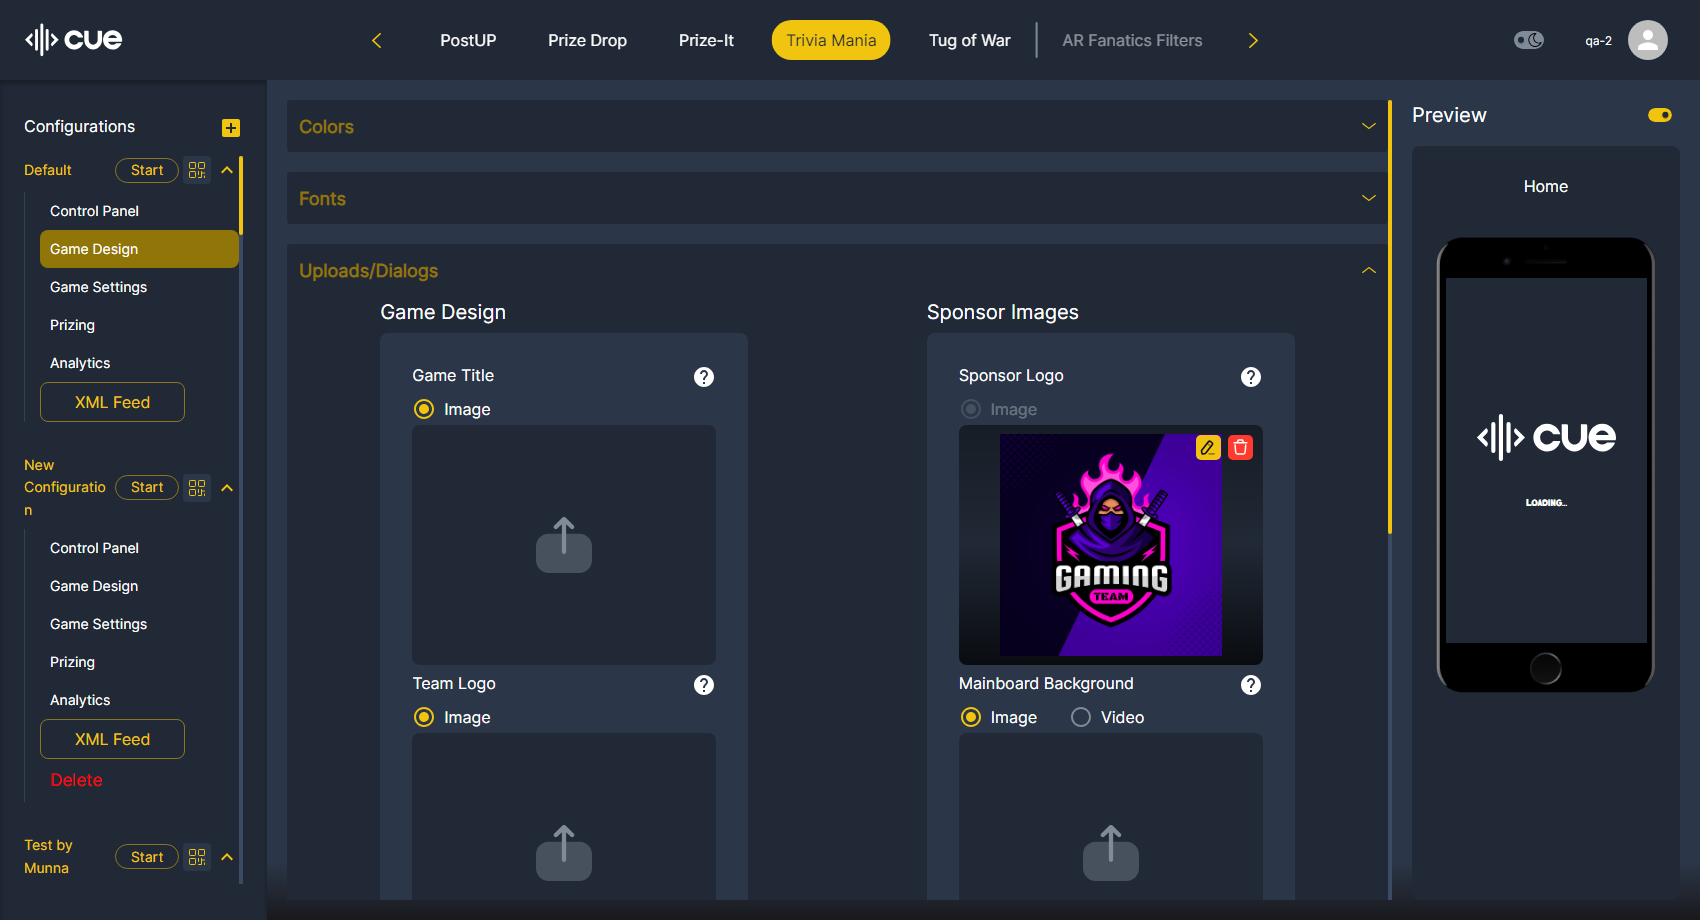 cue
PostUP
Prize Drop
Prize-It
Trivia Mania
Tug of War
AR Fanatics Filters
qa-2
Configurations
Default
Start
Control Panel
Game Design
Game Settings
Prizing
Analytics
XML Feed
New
Configuratio
n
Start
Control Panel
Game Design
Game Settings
Prizing
Analytics
XML Feed
Delete
Test by
Munna
Start
Colors
Fonts
Uploads/Dialogs
Game Design
Game Title
?
Image
Team Logo
?
Image
Sponsor Images
Sponsor Logo
?
Image
GAMING
TEAM
Mainboard Background
?
Image
Video
Preview
Home
cue
LOADING...